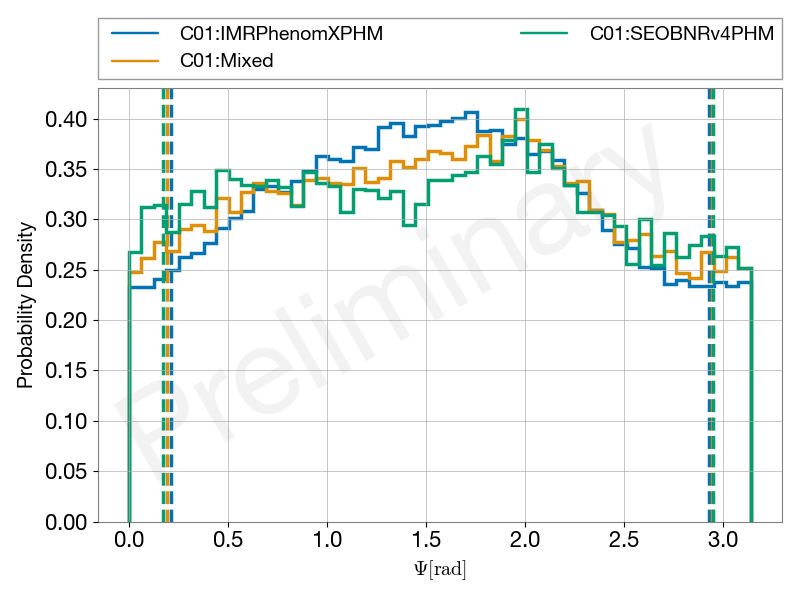 C01:IMRPhenomXPHM
C01:Mixed
C01:SEOBNRv4PHM
Preliminary
Probability Density
0.40
0.35
0.30
0.25
0.20
0.15
0.10
0.05
0.00
0.0 0.5 1.0 1.5 2.0 2.5 3.0
Ψ[rad]